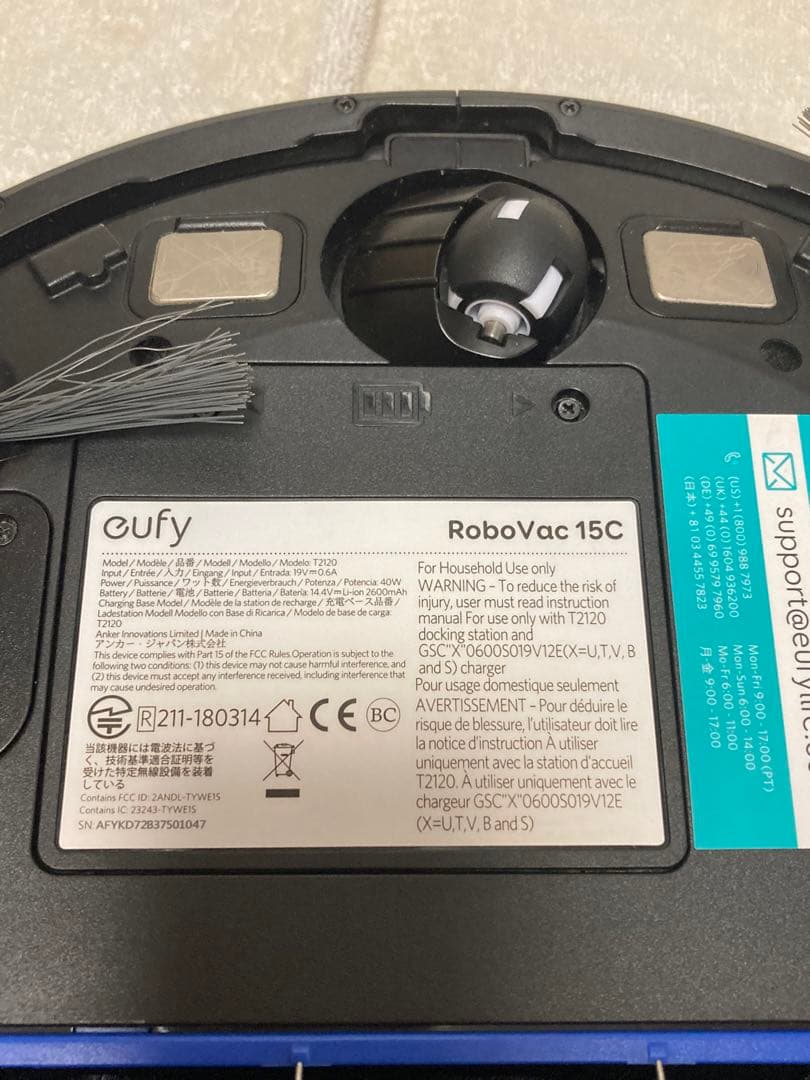 eufy
RoboVac 15C
Model / Modèle / 品番 / Modell / Modello / Modelo: T2120
Input / Entrée / 入力 / Eingang / Input / Entrada: 19V⎓0.6A
Power / Puissance / ワット数 / Energieverbrauch / Potenza / Potencia: 40W
Battery / Batterie / 電池 / Batterie / Batteria / Batería: 14.4V⎓Li-ion 2600mAh
Charging Base Model / Modèle de la station de recharge / 充電ベース品番 /
Ladestation Modell Modello con Base di Ricarica / Modelo de base de carga:
T2120
Anker Innovations Limited | Made in China
アンカー・ジャパン株式会社
This device complies with Part 15 of the FCC Rules.Operation is subject to the
following two conditions: (1) this device may not cause harmful interference, and
(2) this device must accept any interference received, including interference that
may cause undesired operation.
R 211-180314 CE BC
当該機器には電波法に基づ
く、技術基準適合証明等を
受けた特定無線設備を装着
している
Contains FCC ID: 2ANDL-TYWE1S
Contains IC: 23243-TYWE1S
SN: AFYKD72B37501047
For Household Use only
WARNING – To reduce the risk of
injury, user must read instruction
manual For use only with T2120
docking station and
GSC"X"0600S019V12E(X=U,T,V, B
and S) charger
Pour usage domestique seulement
AVERTISSEMENT – Pour déduire le
risque de blessure, l'utilisateur doit lire
la notice d'instruction À utiliser
uniquement avec la station d'accueil
T2120. À utiliser uniquement avec le
chargeur GSC"X"0600S019V12E
(X=U,T,V, B and S)
support@eufylife.co
(US) +1 (800) 988 7973
Mon-Fri 9:00 - 17:00 (PT)
(UK) +44 (0) 1604 936200
Mon-Sun 6:00 - 14:00
(DE) +49 (0) 69 9579 7960
Mo-Fr 6:00 - 11:00
(日本) + 81 03 4455 7823
月-金 9:00 - 17:00